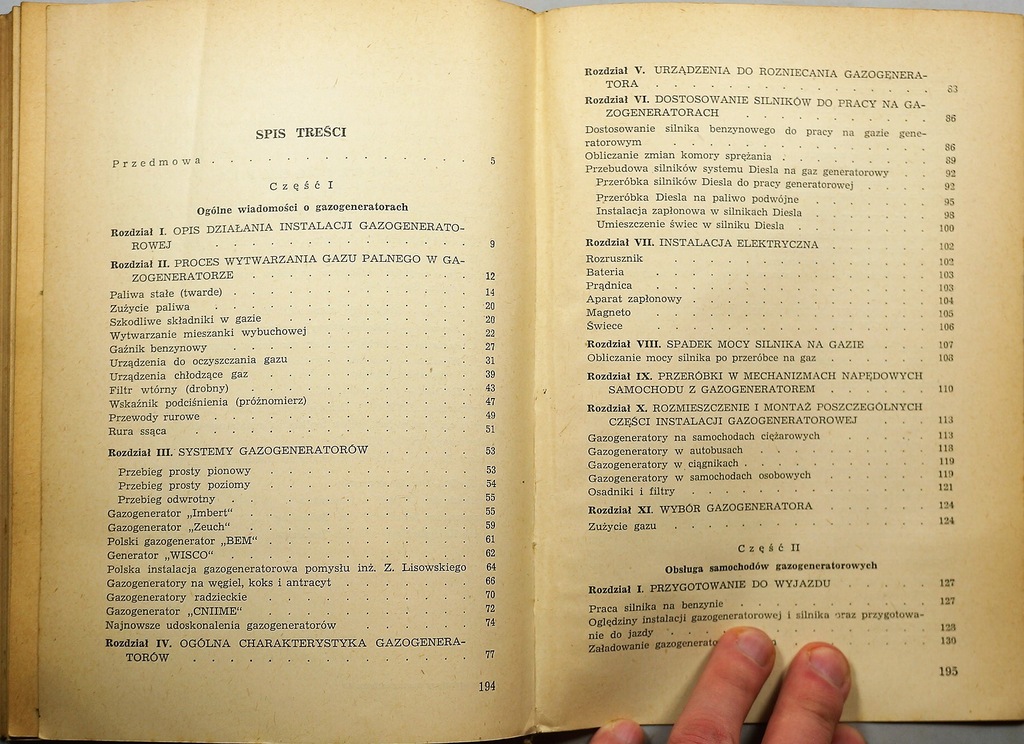 SPIS TREŚCI
Przedmowa . . . . . . . . . . . . . 5
Część I
Ogólne wiadomości o gazogeneratorach
Rozdział I. OPIS DZIAŁANIA INSTALACJI GAZOGENERATO-
ROWEJ . . . . . . . . . . . . . 9
Rozdział II. PROCES WYTWARZANIA GAZU PALNEGO W GA-
ZOGENERATORZE . . . . . . . . . . 12
Paliwa stałe (twarde) . . . . . . . . . . . 14
Zużycie paliwa . . . . . . . . . . . . 20
Szkodliwe składniki w gazie . . . . . . . . . 20
Wytwarzanie mieszanki wybuchowej . . . . . . . 22
Gaźnik benzynowy . . . . . . . . . . . 27
Urządzenia do oczyszczania gazu . . . . . . . . 31
Urządzenia chłodzące gaz . . . . . . . . . 39
Filtr wtórny (drobny) . . . . . . . . . . 43
Wskaźnik podciśnienia (próżnomierz) . . . . . . . 47
Przewody rurowe . . . . . . . . . . . 49
Rura ssąca . . . . . . . . . . . . . 51
Rozdział III. SYSTEMY GAZOGENERATORÓW . . . . . 53
Przebieg prosty pionowy . . . . . . . . . 53
Przebieg prosty poziomy . . . . . . . . . 54
Przebieg odwrotny . . . . . . . . . . . 55
Gazogenerator „Imbert“ . . . . . . . . . . 55
Gazogenerator „Zeuch“ . . . . . . . . . . 59
Polski gazogenerator „BEM“ . . . . . . . . . 61
Generator „WISCO“ . . . . . . . . . . . 62
Polska instalacja gazogeneratorowa pomysłu inż. Z. Lisowskiego 64
Gazogeneratory na węgiel, koks i antracyt . . . . . . 66
Gazogeneratory radzieckie . . . . . . . . . 70
Gazogenerator „CNIIME“ . . . . . . . . . . 72
Najnowsze udoskonalenia gazogeneratorów . . . . . . 74
Rozdział IV. OGÓLNA CHARAKTERYSTYKA GAZOGENERA-
TORÓW . . . . . . . . . . . . . 77
194
Rozdział V. URZĄDZENIA DO ROZNIECANIA GAZOGENERA-
TORA . . . . . . . . . . . . . 83
Rozdział VI. DOSTOSOWANIE SILNIKÓW DO PRACY NA GA-
ZOGENERATORACH . . . . . . . . . 86
Dostosowanie silnika benzynowego do pracy na gazie gene-
ratorowym . . . . . . . . . . . . . 86
Obliczanie zmian komory sprężania . . . . . . . . 89
Przebudowa silników systemu Diesla na gaz generatorowy . . 92
Przeróbka silników Diesla do pracy generatorowej . . . . 92
Przeróbka Diesla na paliwo podwójne . . . . . . 95
Instalacja zapłonowa w silnikach Diesla . . . . . . 98
Umieszczenie świec w silniku Diesla . . . . . . . 100
Rozdział VII. INSTALACJA ELEKTRYCZNA . . . . . 102
Rozrusznik . . . . . . . . . . . . . 102
Bateria . . . . . . . . . . . . . . 103
Prądnica . . . . . . . . . . . . . 103
Aparat zapłonowy . . . . . . . . . . . 104
Magneto . . . . . . . . . . . . . 105
Świece . . . . . . . . . . . . . . 106
Rozdział VIII. SPADEK MOCY SILNIKA NA GAZIE 107
Obliczanie mocy silnika po przeróbce na gaz . . . . . 108
Rozdział IX. PRZERÓBKI W MECHANIZMACH NAPĘDOWYCH
SAMOCHODU Z GAZOGENERATOREM . . . . . 110
Rozdział X. ROZMIESZCZENIE I MONTAŻ POSZCZEGÓLNYCH
CZĘŚCI INSTALACJI GAZOGENERATOROWEJ . . . 113
Gazogeneratory na samochodach ciężarowych . . . . . 113
Gazogeneratory w autobusach . . . . . . . . 118
Gazogeneratory w ciągnikach . . . . . . . . . 119
Gazogeneratory w samochodach osobowych . . . . . 119
Osadniki i filtry . . . . . . . . . . . 121
Rozdział XI. WYBÓR GAZOGENERATORA . . . . . 124
Zużycie gazu . . . . . . . . . . . . 124
Część II
Obsługa samochodów gazogeneratorowych
Rozdział I. PRZYGOTOWANIE DO WYJAZDU . . . . 127
Praca silnika na benzynie . . . . . . . . . 127
Oględziny instalacji gazogeneratorowej i silnika oraz przygotowa-
nie do jazdy . . . . . . . . . . . . 128
Załadowanie . . . . 130
195